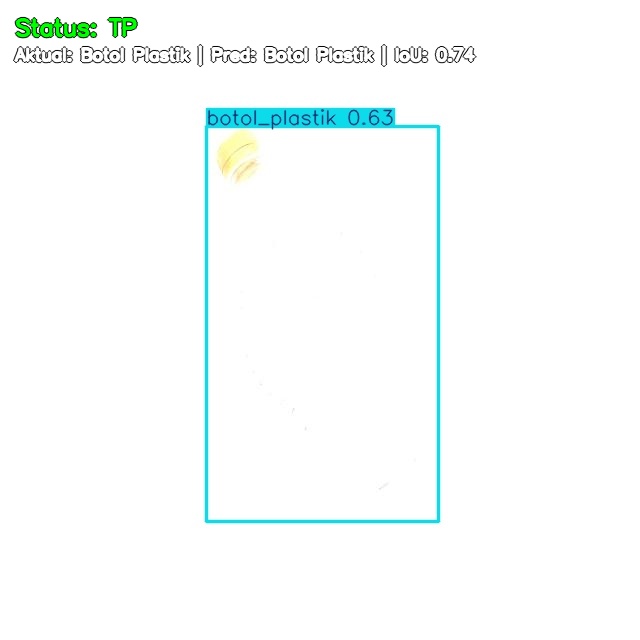 Status: TP
Aktual: Botol Plastik | Pred: Botol Plastik | IoU: 0.74
botol_plastik 0.63